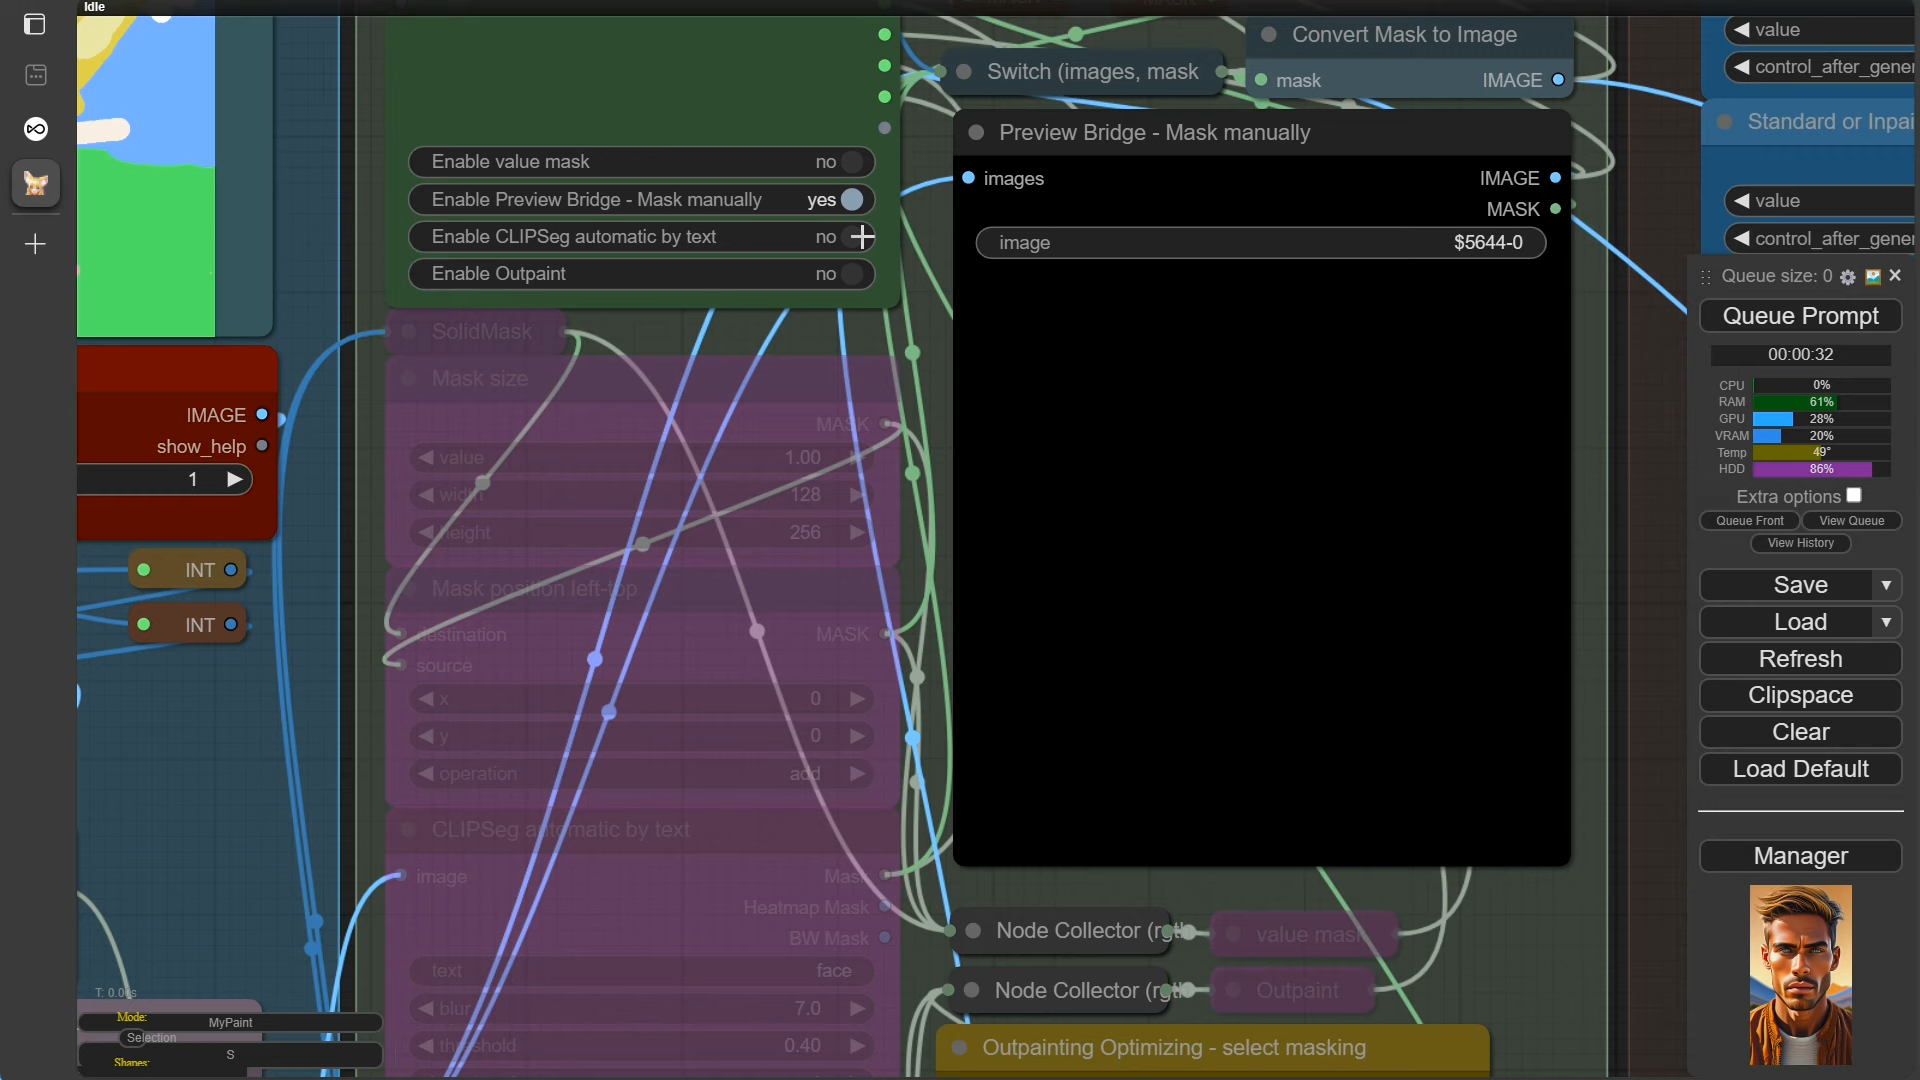 Idle
Convert Mask to Image
mask
IMAGE
Switch (images, mask
value
control_after_gener
Standard or Inpai
value
control_after_gener
Enable value mask no
Enable Preview Bridge - Mask manually yes
Enable CLIPSeg automatic by text no
Enable Outpaint no
Preview Bridge - Mask manually
images
IMAGE
MASK
image $5644-0
SolidMask
Mask size
MASK
value 1.00
width 128
height 256
Mask position left-top
destination MASK
source
x 0
y 0
operation add
CLIPSeg automatic by text
image Mask
Heatmap Mask
BW Mask
text face
blur 7.0
threshold 0.40
IMAGE
show_help
1
INT
INT
T: 0.00s
Mode:
MyPaint
Selection
S
Shapes:
Node Collector (rgth
value mask
Node Collector (rgth
Outpaint
Outpainting Optimizing - select masking
Queue size: 0
Queue Prompt
00:00:32
CPU 0%
RAM 61%
GPU 28%
VRAM 20%
Temp 49°
HDD 86%
Extra options
Queue Front
View Queue
View History
Save
Load
Refresh
Clipspace
Clear
Load Default
Manager